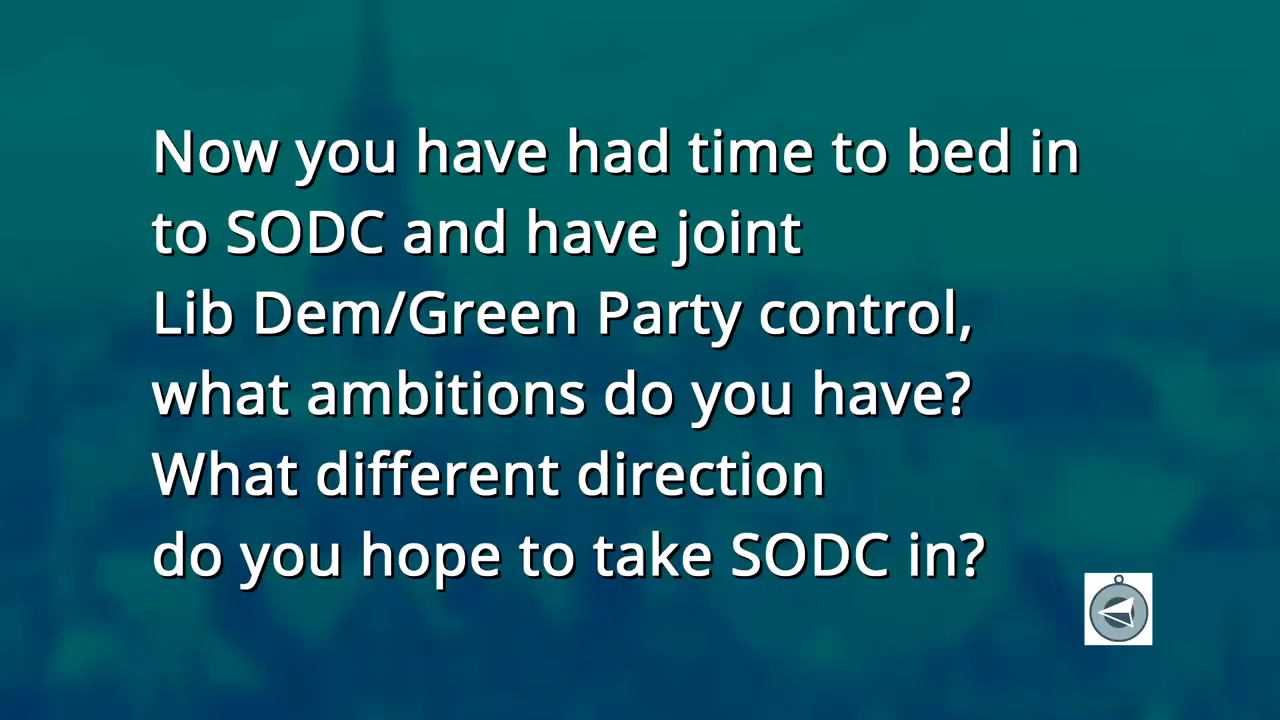 Now you have had time to bed in
to SODC and have joint
Lib Dem/Green Party control,
what ambitions do you have?
What different direction
do you hope to take SODC in?